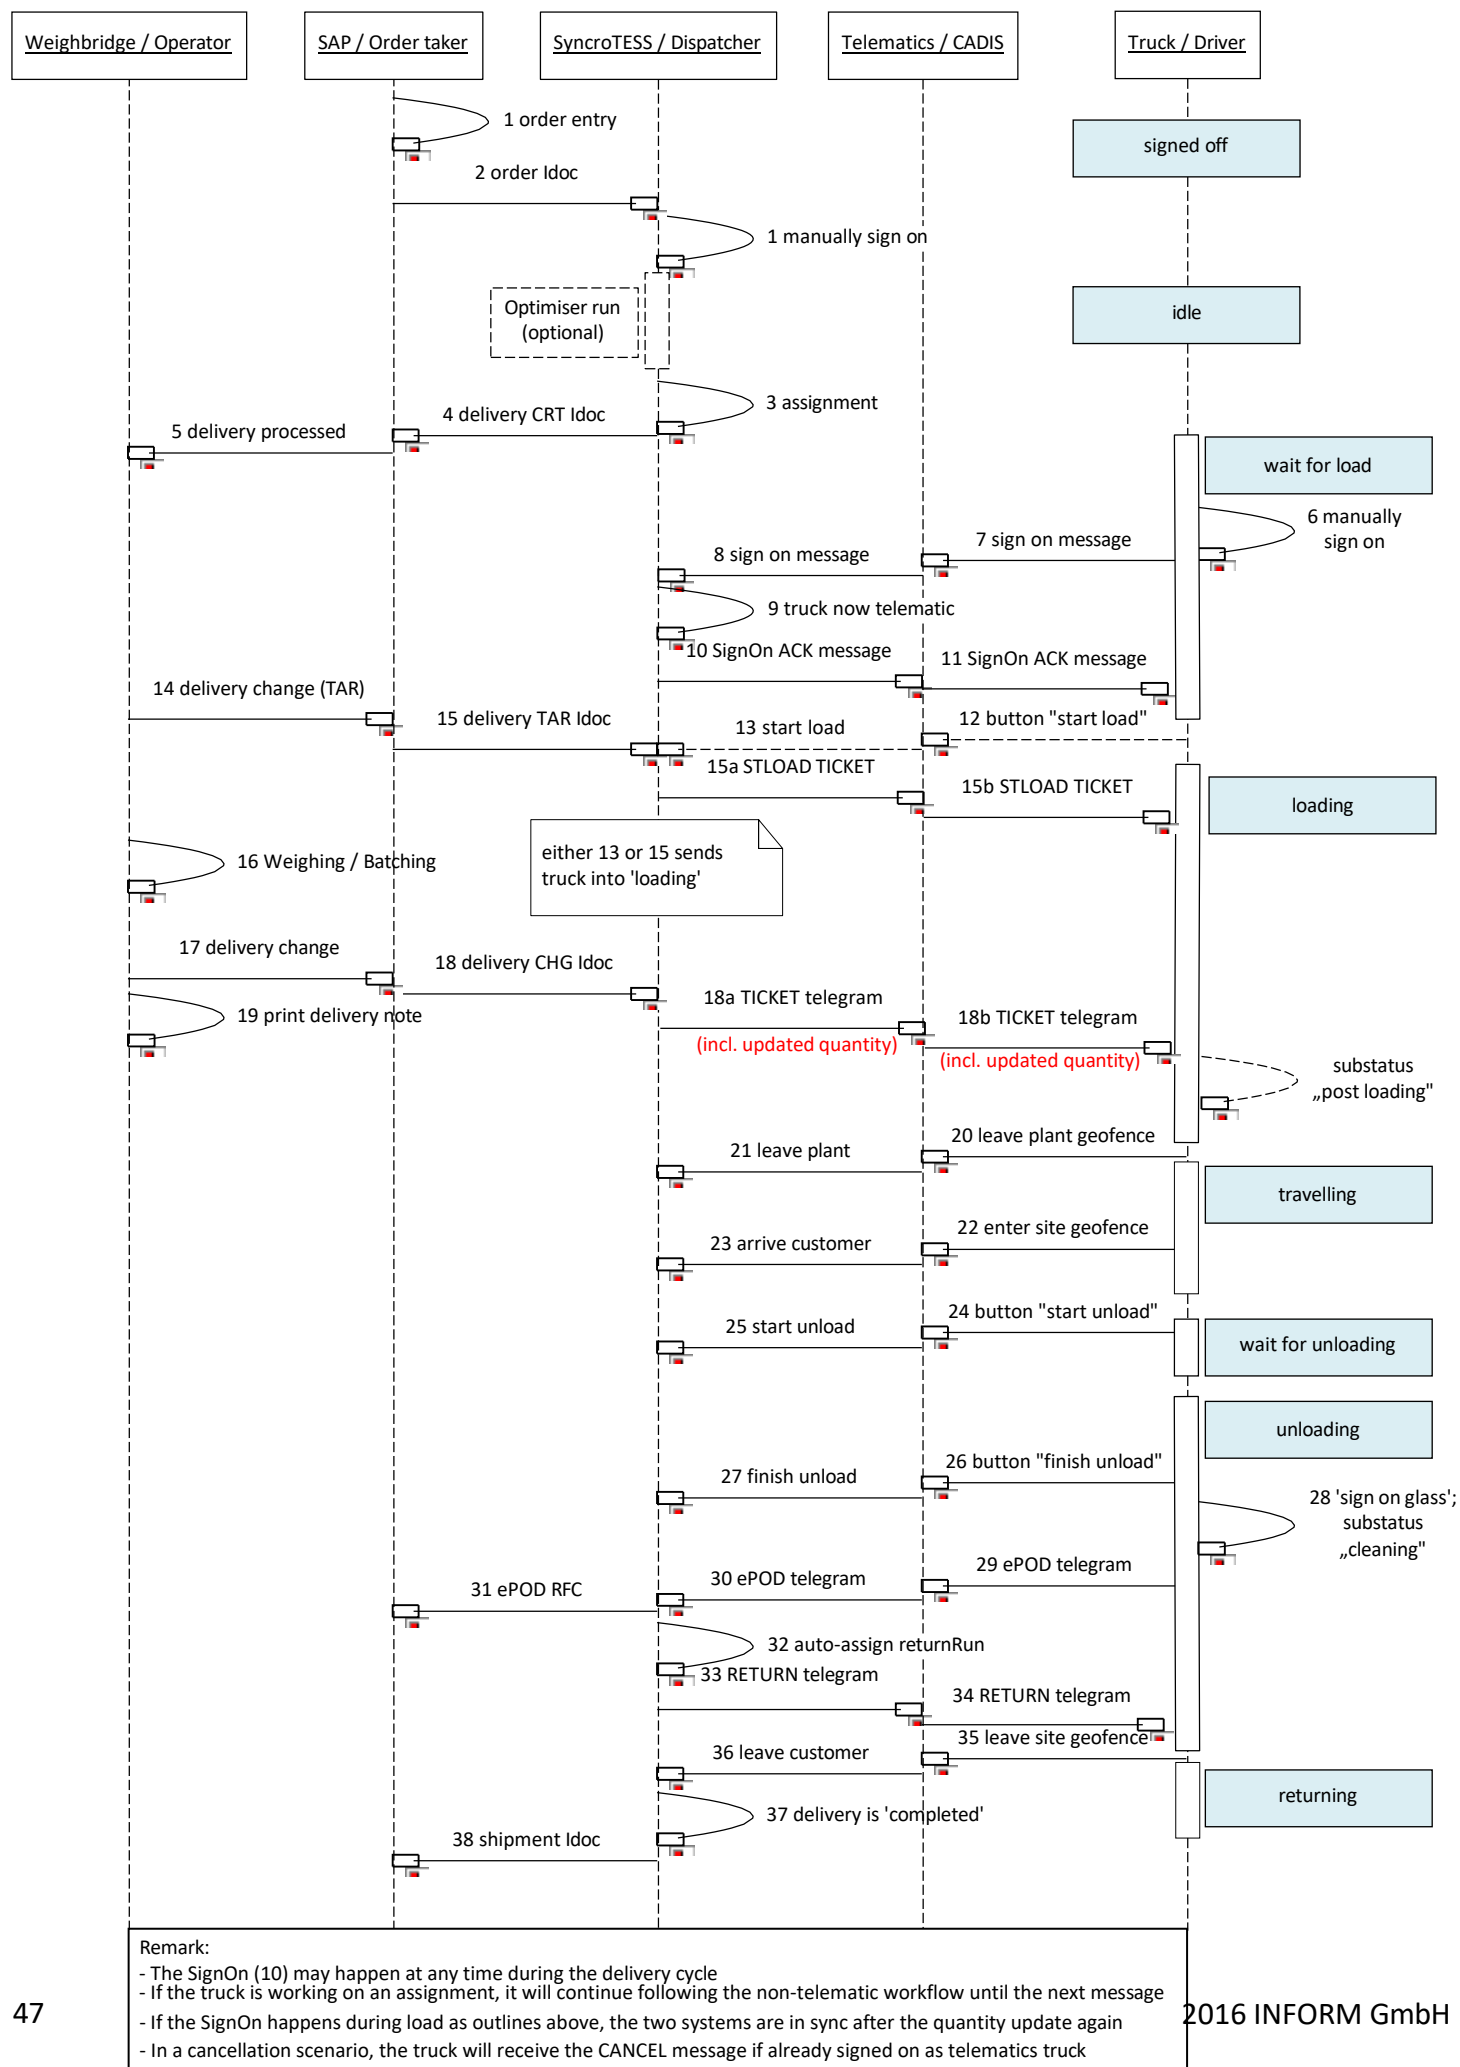 Weighbridge / Operator
SAP / Order taker
SyncroTESS / Dispatcher
Telematics / CADIS
Truck / Driver
1 order entry
signed off
2 order Idoc
1 manually sign on
Optimiser run
(optional)
idle
3 assignment
4 delivery CRT Idoc
5 delivery processed
wait for load
6 manually
sign on
7 sign on message
8 sign on message
9 truck now telematic
10 SignOn ACK message
11 SignOn ACK message
14 delivery change (TAR)
15 delivery TAR Idoc
13 start load
12 button "start load"
15a STLOAD TICKET
15b STLOAD TICKET
loading
either 13 or 15 sends
truck into 'loading'
16 Weighing / Batching
17 delivery change
18 delivery CHG Idoc
18a TICKET telegram
(incl. updated quantity)
18b TICKET telegram
(incl. updated quantity)
19 print delivery note
substatus
„post loading"
20 leave plant geofence
21 leave plant
travelling
22 enter site geofence
23 arrive customer
24 button "start unload"
25 start unload
wait for unloading
unloading
26 button "finish unload"
27 finish unload
28 'sign on glass';
substatus
„cleaning"
29 ePOD telegram
30 ePOD telegram
31 ePOD RFC
32 auto-assign returnRun
33 RETURN telegram
34 RETURN telegram
35 leave site geofence
36 leave customer
returning
37 delivery is 'completed'
38 shipment Idoc
Remark:
- The SignOn (10) may happen at any time during the delivery cycle
- If the truck is working on an assignment, it will continue following the non-telematic workflow until the next message
- If the SignOn happens during load as outlines above, the two systems are in sync after the quantity update again
- In a cancellation scenario, the truck will receive the CANCEL message if already signed on as telematics truck
47
2016 INFORM GmbH